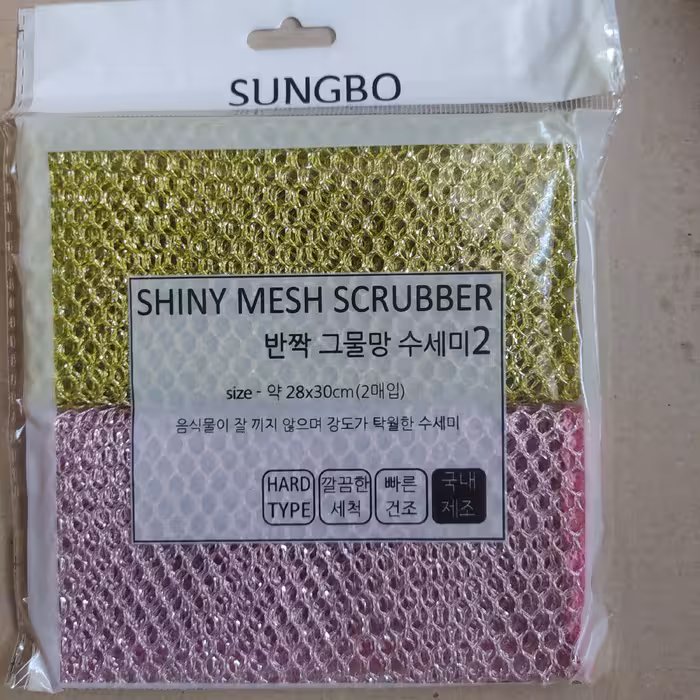 SUNGBO
SHINY MESH SCRUBBER
반짝 그물망 수세미2
size - 약 28x30cm(2매입)
음식물이 잘 끼지 않으며 강도가 탁월한 수세미
HARD TYPE
깔끔한 세척
빠른 건조
국내 제조